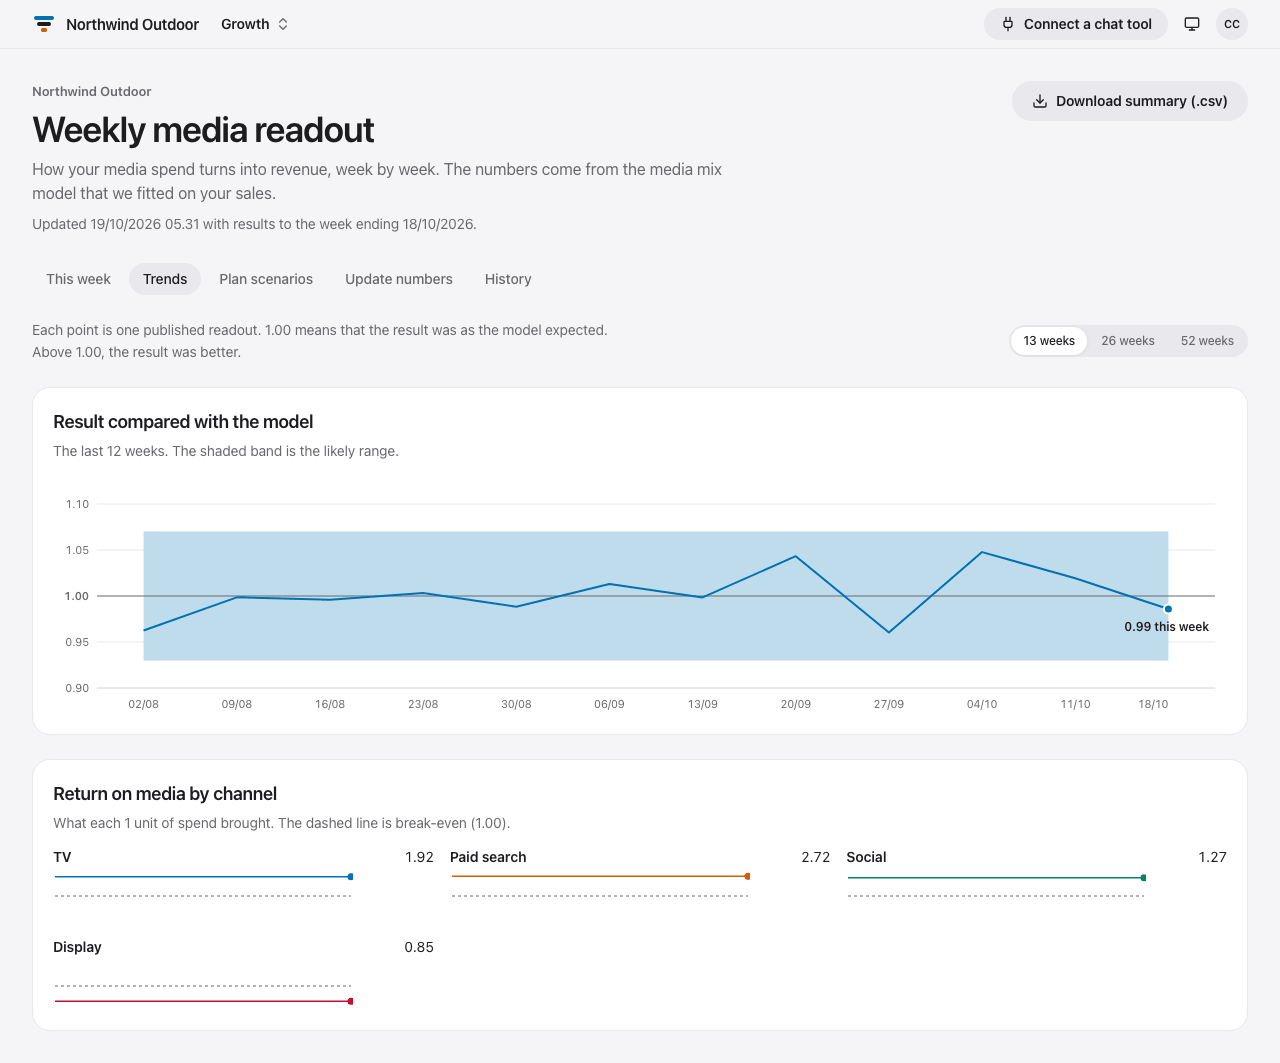 Northwind Outdoor
Growth
Connect a chat tool
CC
Northwind Outdoor
Download summary (.csv)
Weekly media readout
How your media spend turns into revenue, week by week. The numbers come from the media mix
model that we fitted on your sales.
Updated 19/10/2026 05.31 with results to the week ending 18/10/2026.
This week
Trends
Plan scenarios
Update numbers
History
Each point is one published readout. 1.00 means that the result was as the model expected.
Above 1.00, the result was better.
13 weeks
26 weeks
52 weeks
Result compared with the model
The last 12 weeks. The shaded band is the likely range.
1.10
1.05
1.00
0.95
0.90
0.99 this week
02/08
09/08
16/08
23/08
30/08
06/09
13/09
20/09
27/09
04/10
11/10
18/10
Return on media by channel
What each 1 unit of spend brought. The dashed line is break-even (1.00).
TV
1.92
Paid search
2.72
Social
1.27
Display
0.85